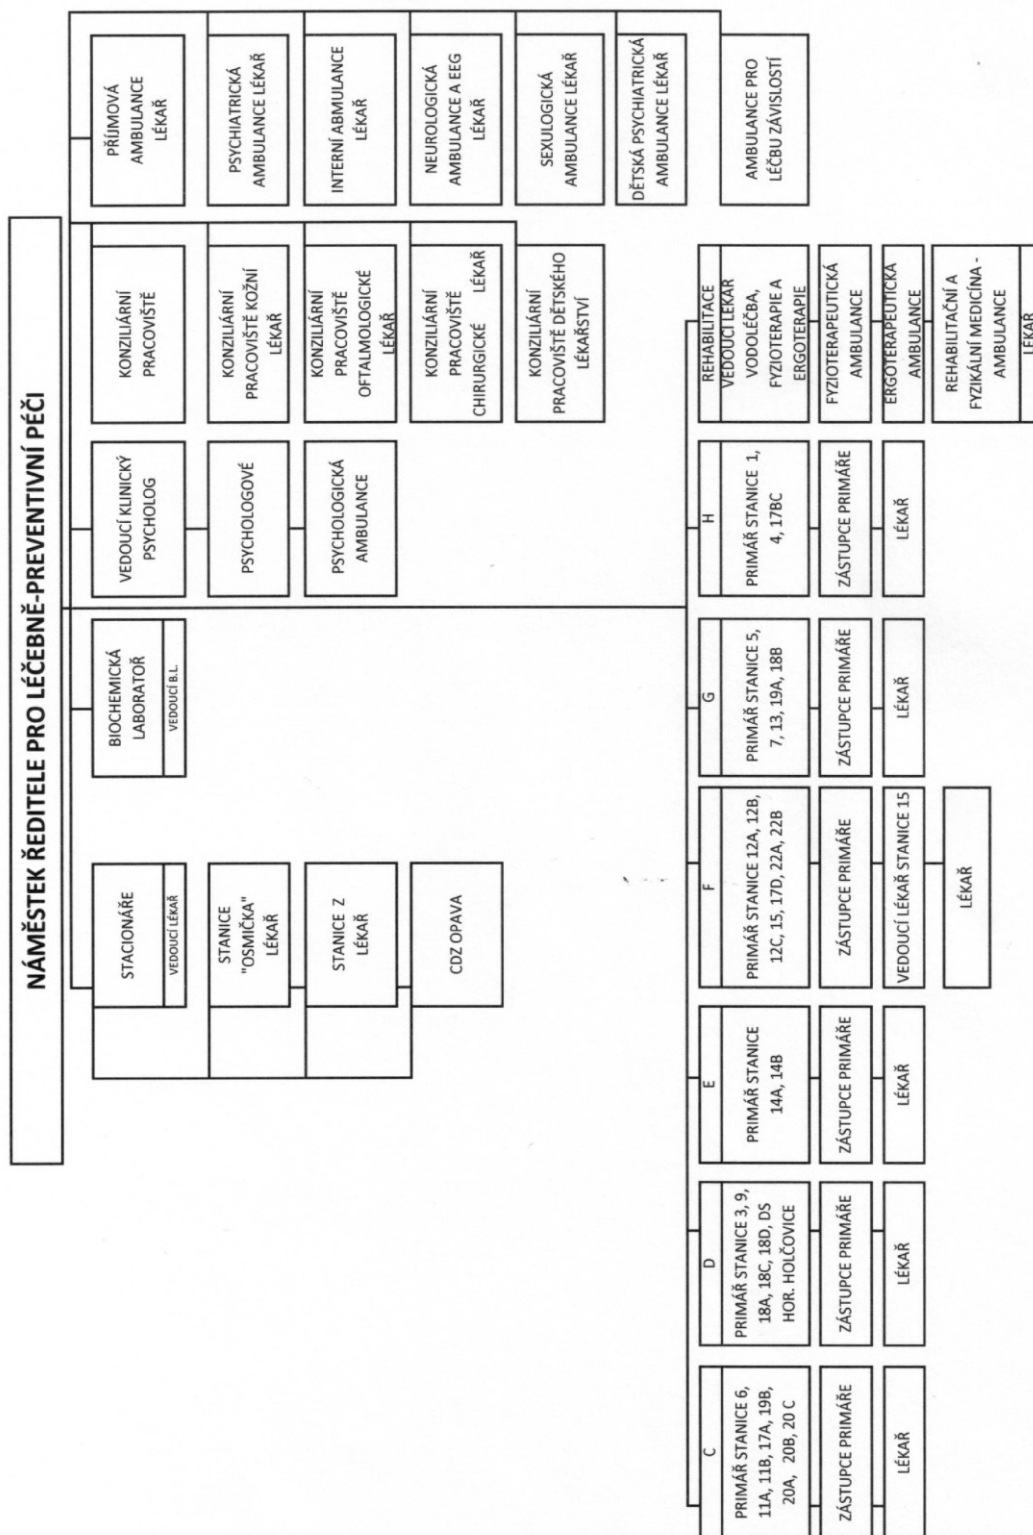 NÁMĚSTEK ŘEDITELE PRO LÉČEBNĚ-PREVENTIVNÍ PÉČI
STACIONÁŘE
VEDOUCÍ LÉKAŘ
STANICE
"OSMIČKA"
LÉKAŘ
STANICE Z
LÉKAŘ
CDZ OPAVA
BIOCHEMICKÁ
LABORATOŘ
VEDOUCÍ B.L.
VEDOUCÍ KLINICKÝ
PSYCHOLOG
PSYCHOLOGOVÉ
PSYCHOLOGICKÁ
AMBULANCE
KONZILIÁRNÍ
PRACOVIŠTĚ
KONZILIÁRNÍ
PRACOVIŠTĚ KOŽNÍ
LÉKAŘ
KONZILIÁRNÍ
PRACOVIŠTĚ
OFTALMOLOGICKÉ
LÉKAŘ
KONZILIÁRNÍ
PRACOVIŠTĚ
CHIRURGICKÉ LÉKAŘ
KONZILIÁRNÍ
PRACOVIŠTĚ DĚTSKÉHO
LÉKAŘSTVÍ
PŘÍJMOVÁ
AMBULANCE
LÉKAŘ
PSYCHIATRICKÁ
AMBULANCE LÉKAŘ
INTERNÍ ABMULANCE
LÉKAŘ
NEUROLOGICKÁ
AMBULANCE A EEG
LÉKAŘ
SEXULOGICKÁ
AMBULANCE LÉKAŘ
DĚTSKÁ PSYCHIATRICKÁ
AMBULANCE LÉKAŘ
AMBULANCE PRO
LÉČBU ZÁVISLOSTÍ
C
PRIMÁŘ STANICE 6,
11A, 11B, 17A, 19B,
20A, 20B, 20 C
ZÁSTUPCE PRIMÁŘE
LÉKAŘ
D
PRIMÁŘ STANICE 3, 9,
18A, 18C, 18D, DS
HOR. HOLČOVICE
ZÁSTUPCE PRIMÁŘE
LÉKAŘ
E
PRIMÁŘ STANICE
14A, 14B
ZÁSTUPCE PRIMÁŘE
LÉKAŘ
F
PRIMÁŘ STANICE 12A, 12B,
12C, 15, 17D, 22A, 22B
ZÁSTUPCE PRIMÁŘE
VEDOUCÍ LÉKAŘ STANICE 15
LÉKAŘ
G
PRIMÁŘ STANICE 5,
7, 13, 19A, 18B
ZÁSTUPCE PRIMÁŘE
LÉKAŘ
H
PRIMÁŘ STANICE 1,
4, 17BC
ZÁSTUPCE PRIMÁŘE
LÉKAŘ
REHABILITACE
VEDOUCÍ LÉKAŘ
VODOLÉČBA,
FYZIOTERAPIE A
ERGOTERAPIE
FYZIOTERAPEUTICKÁ
AMBULANCE
ERGOTERAPEUTICKÁ
AMBULANCE
REHABILITAČNÍ A
FYZIKÁLNÍ MEDICÍNA -
AMBULANCE
LÉKAŘ